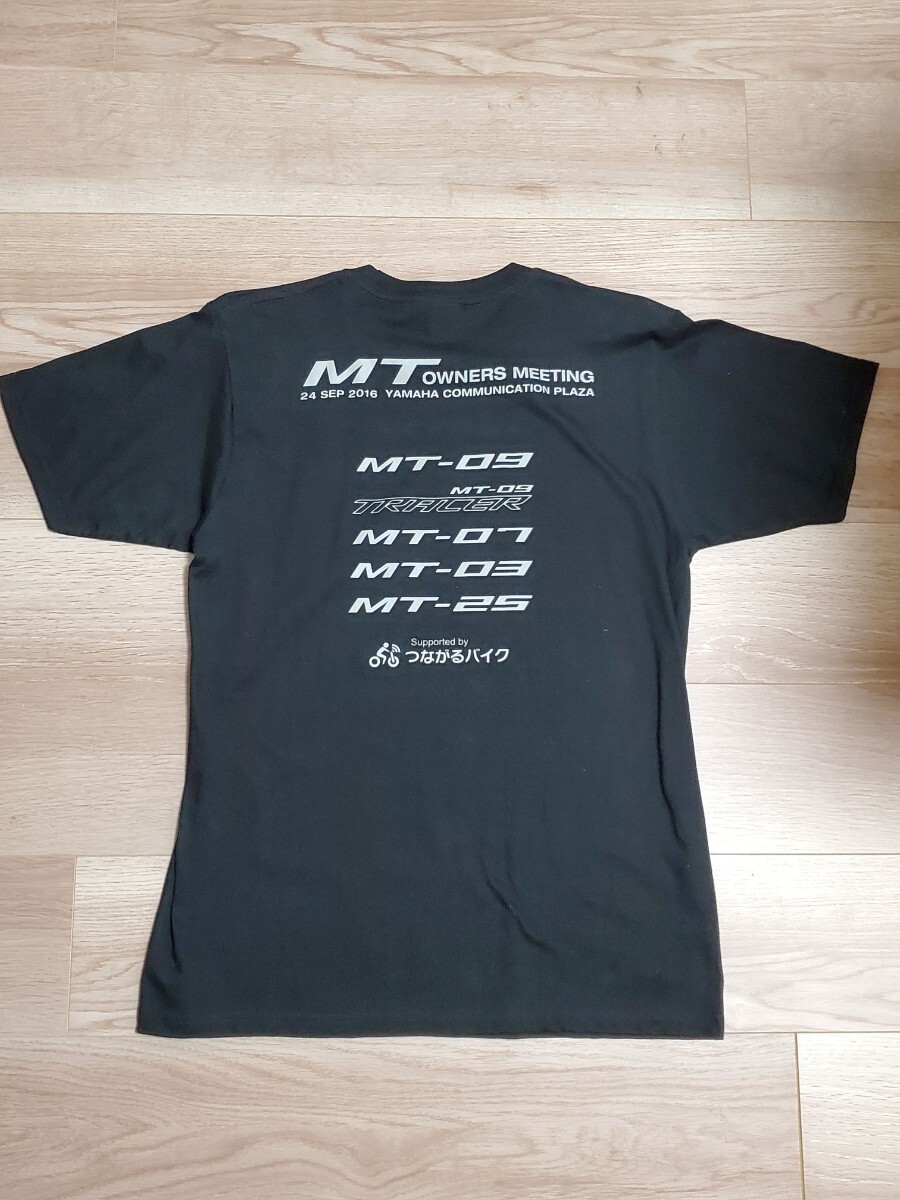 MT OWNERS MEETING
24 SEP 2016 YAMAHA COMMUNICATION PLAZA
MT-09
MT-09
TRACER
MT-07
MT-03
MT-25
Supported by
つながるバイク